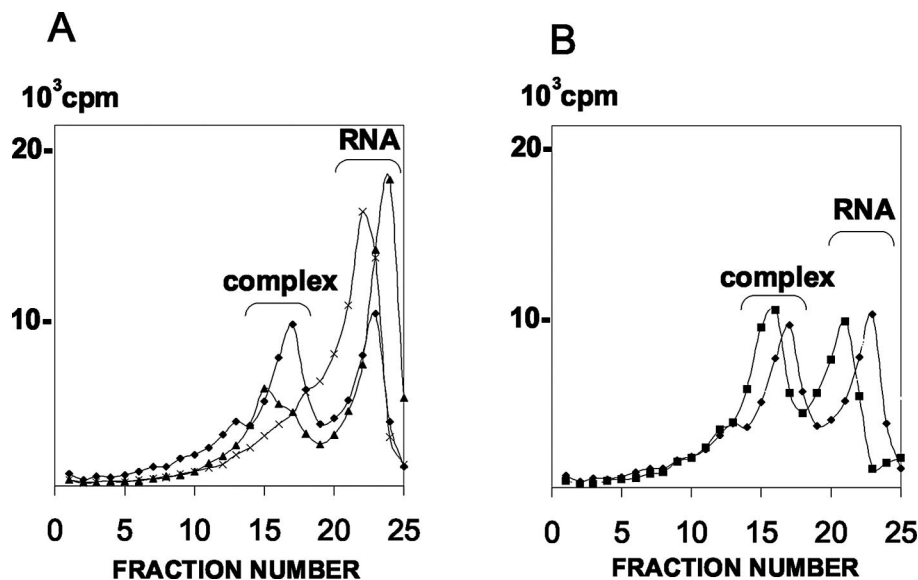 A
10³cpm
20-
10-
RNA
complex
0 5 10 15 20 25
FRACTION NUMBER
B
10³cpm
20-
10-
RNA
complex
0 5 10 15 20 25
FRACTION NUMBER